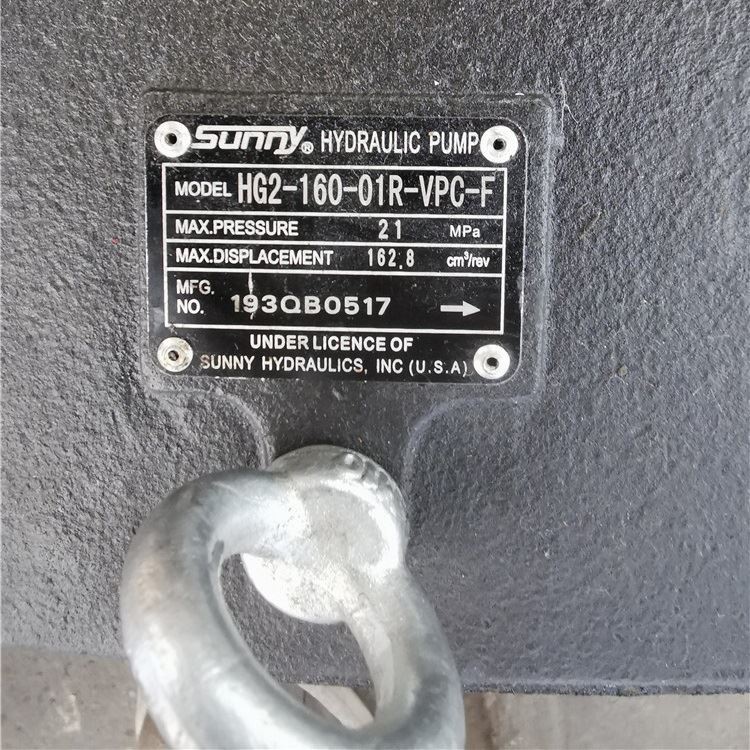 Sunny® HYDRAULIC PUMP
MODEL HG2-160-01R-VPC-F
MAX.PRESSURE 21 MPa
MAX.DISPLACEMENT 162.8 cm³/rev
MFG.
NO. 193QB0517 →
UNDER LICENCE OF
SUNNY HYDRAULICS, INC (U.S.A)